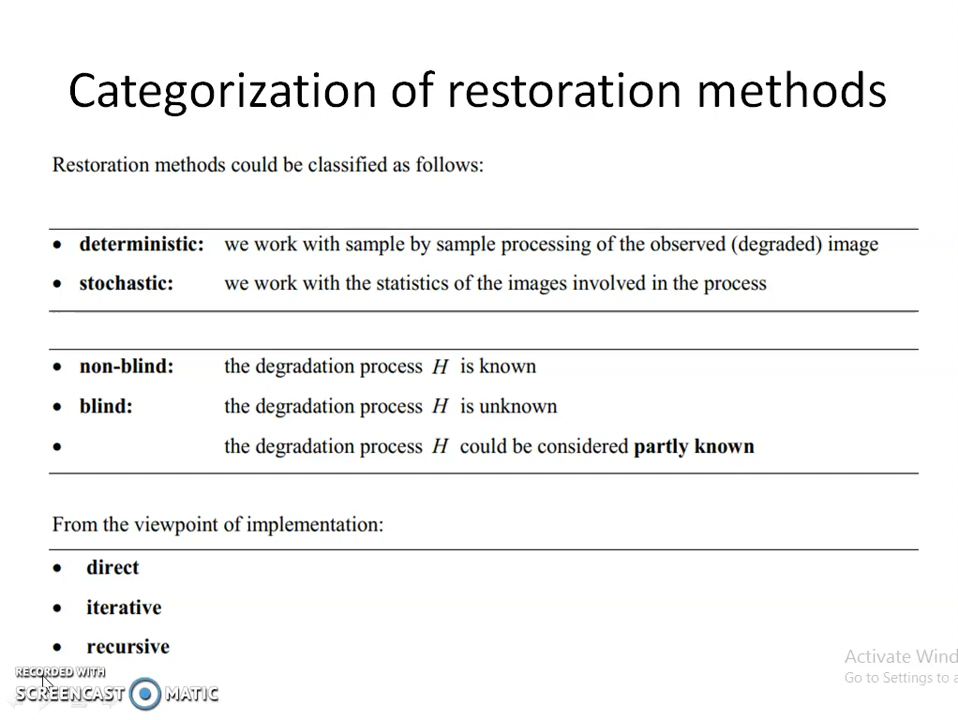 Categorization of restoration methods
Restoration methods could be classified as follows:
• deterministic: we work with sample by sample processing of the observed (degraded) image
• stochastic: we work with the statistics of the images involved in the process
• non-blind: the degradation process H is known
• blind: the degradation process H is unknown
• the degradation process H could be considered partly known
From the viewpoint of implementation:
• direct
• iterative
• recursive
RECORDED WITH
SCREENCAST MATIC
Activate Wind
Go to Settings to a